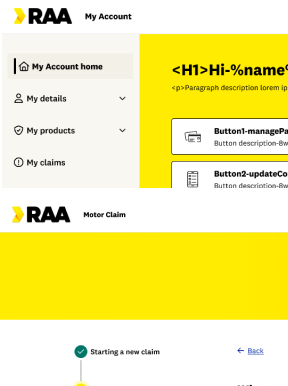 RAA My Account
My Account home
<H1>Hi-%name
<p>Paragraph description lorem ip
My details
My products
Button1-managePa
Button description-8w
My claims
Button2-updateCo
Button description-8w
RAA Motor Claim
Starting a new claim
Back